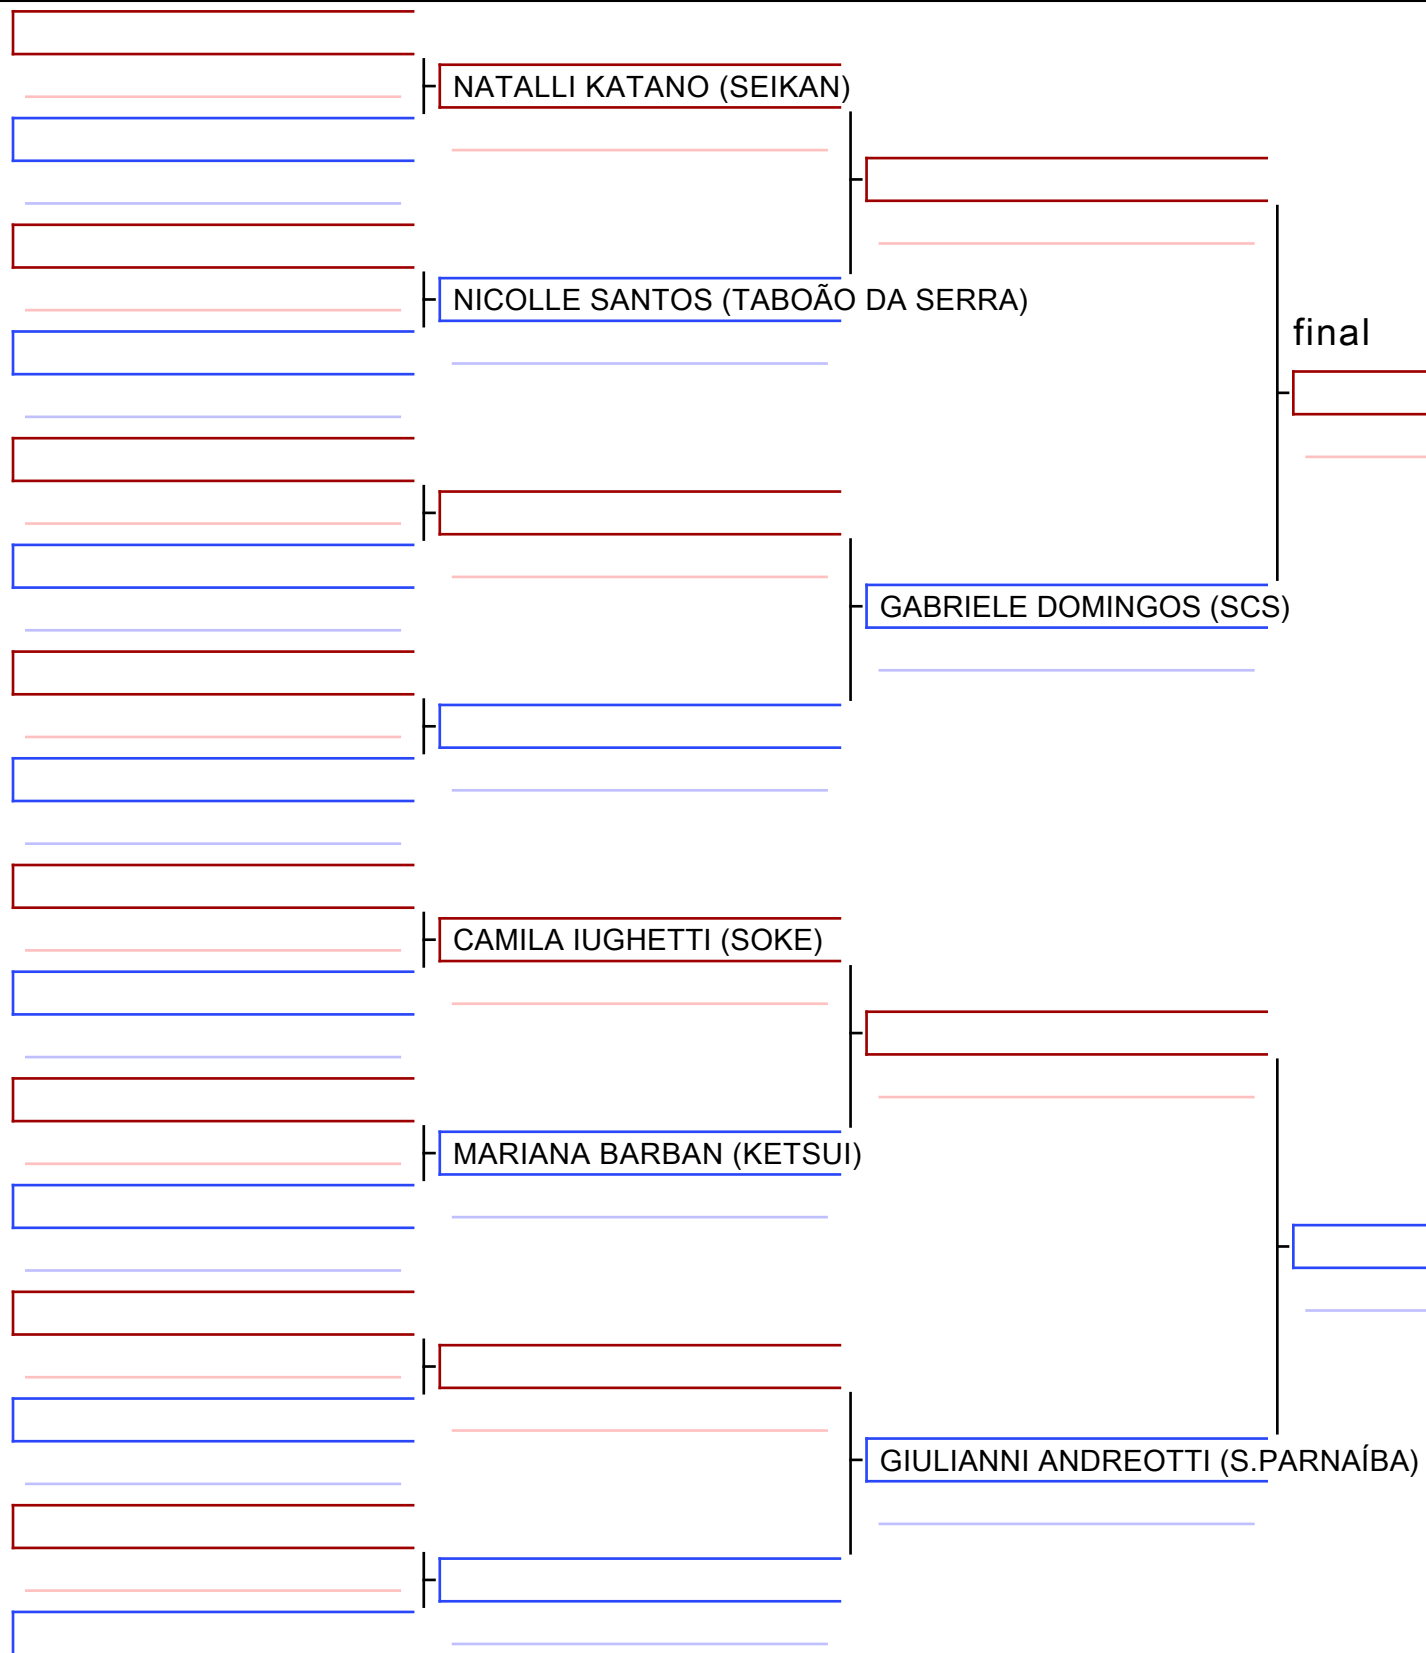 NATALLI KATANO (SEIKAN)
NICOLLE SANTOS (TABOÃO DA SERRA)
final
GABRIELE DOMINGOS (SCS)
CAMILA IUGHETTI (SOKE)
MARIANA BARBAN (KETSUI)
GIULIANNI ANDREOTTI (S.PARNAÍBA)